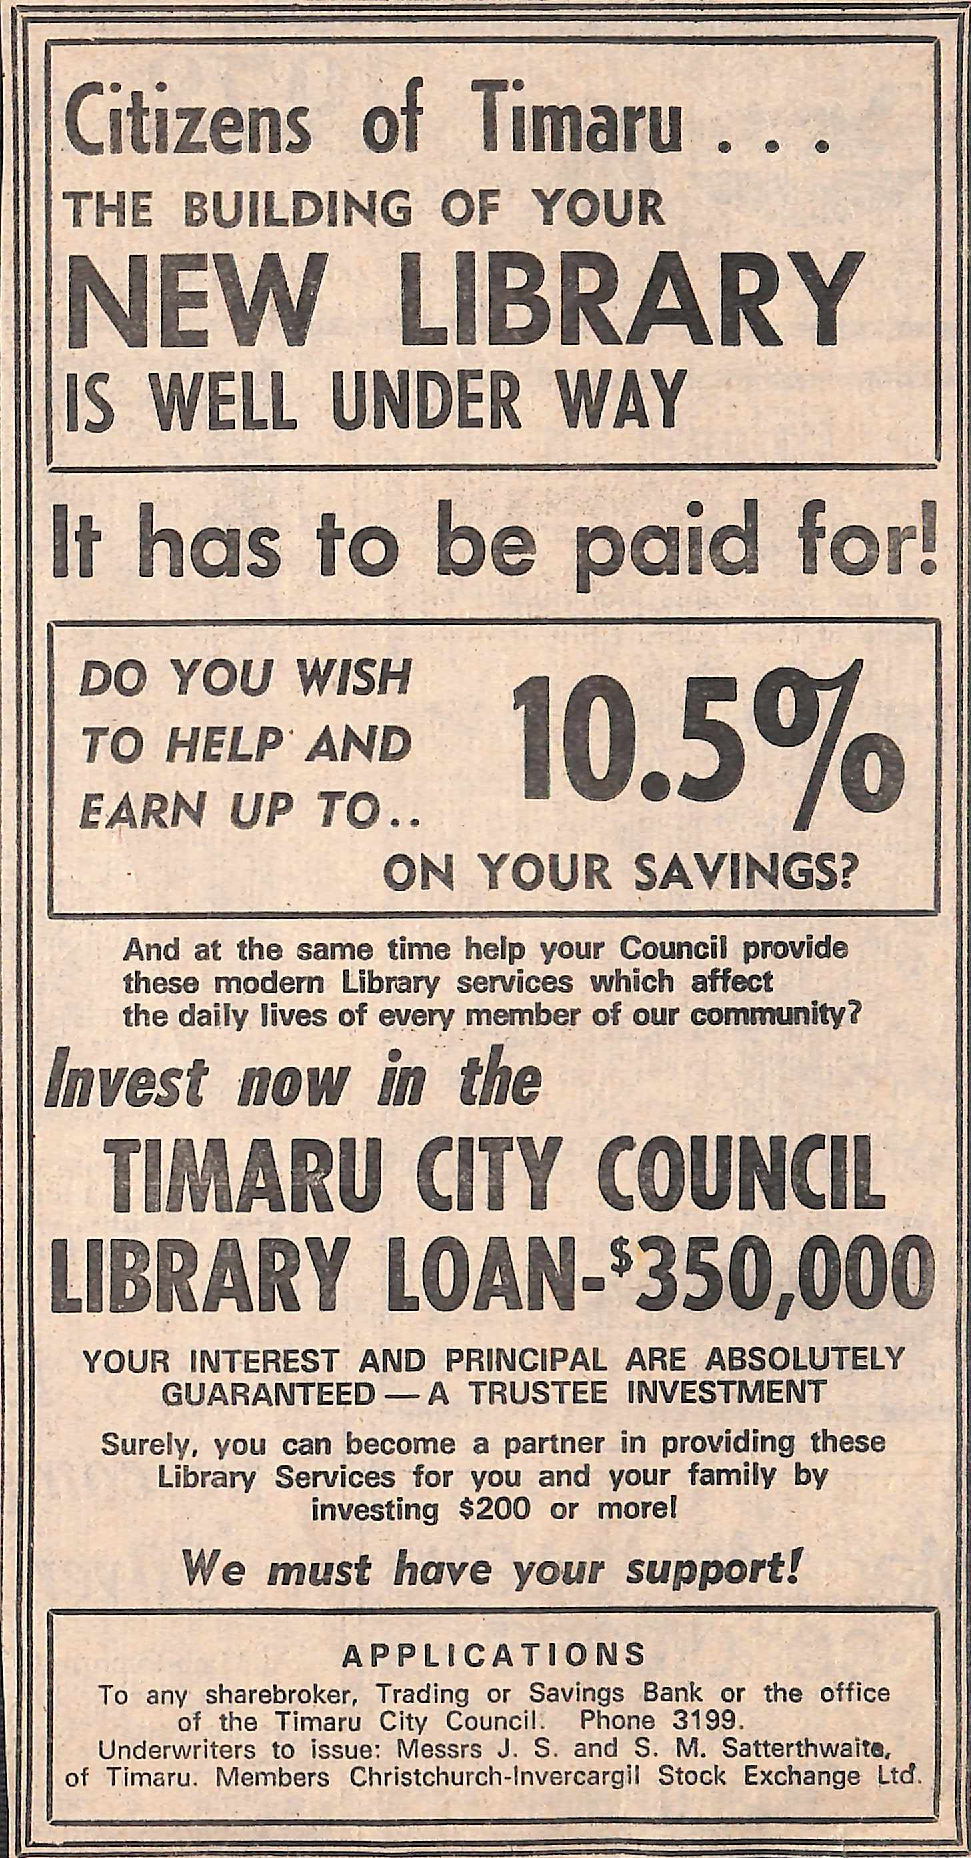 Citizens of Timaru . . .
THE BUILDING OF YOUR
NEW LIBRARY
IS WELL UNDER WAY
It has to be paid for!
DO YOU WISH
TO HELP AND
EARN UP TO..
10.5%
ON YOUR SAVINGS?
And at the same time help your Council provide
these modern Library services which affect
the daily lives of every member of our community?
Invest now in the
TIMARU CITY COUNCIL
LIBRARY LOAN-$350,000
YOUR INTEREST AND PRINCIPAL ARE ABSOLUTELY
GUARANTEED — A TRUSTEE INVESTMENT
Surely, you can become a partner in providing these
Library Services for you and your family by
investing $200 or more!
We must have your support!
APPLICATIONS
To any sharebroker, Trading or Savings Bank or the office
of the Timaru City Council. Phone 3199.
Underwriters to issue: Messrs J. S. and S. M. Satterthwaite,
of Timaru. Members Christchurch-Invercargil Stock Exchange Ltd.